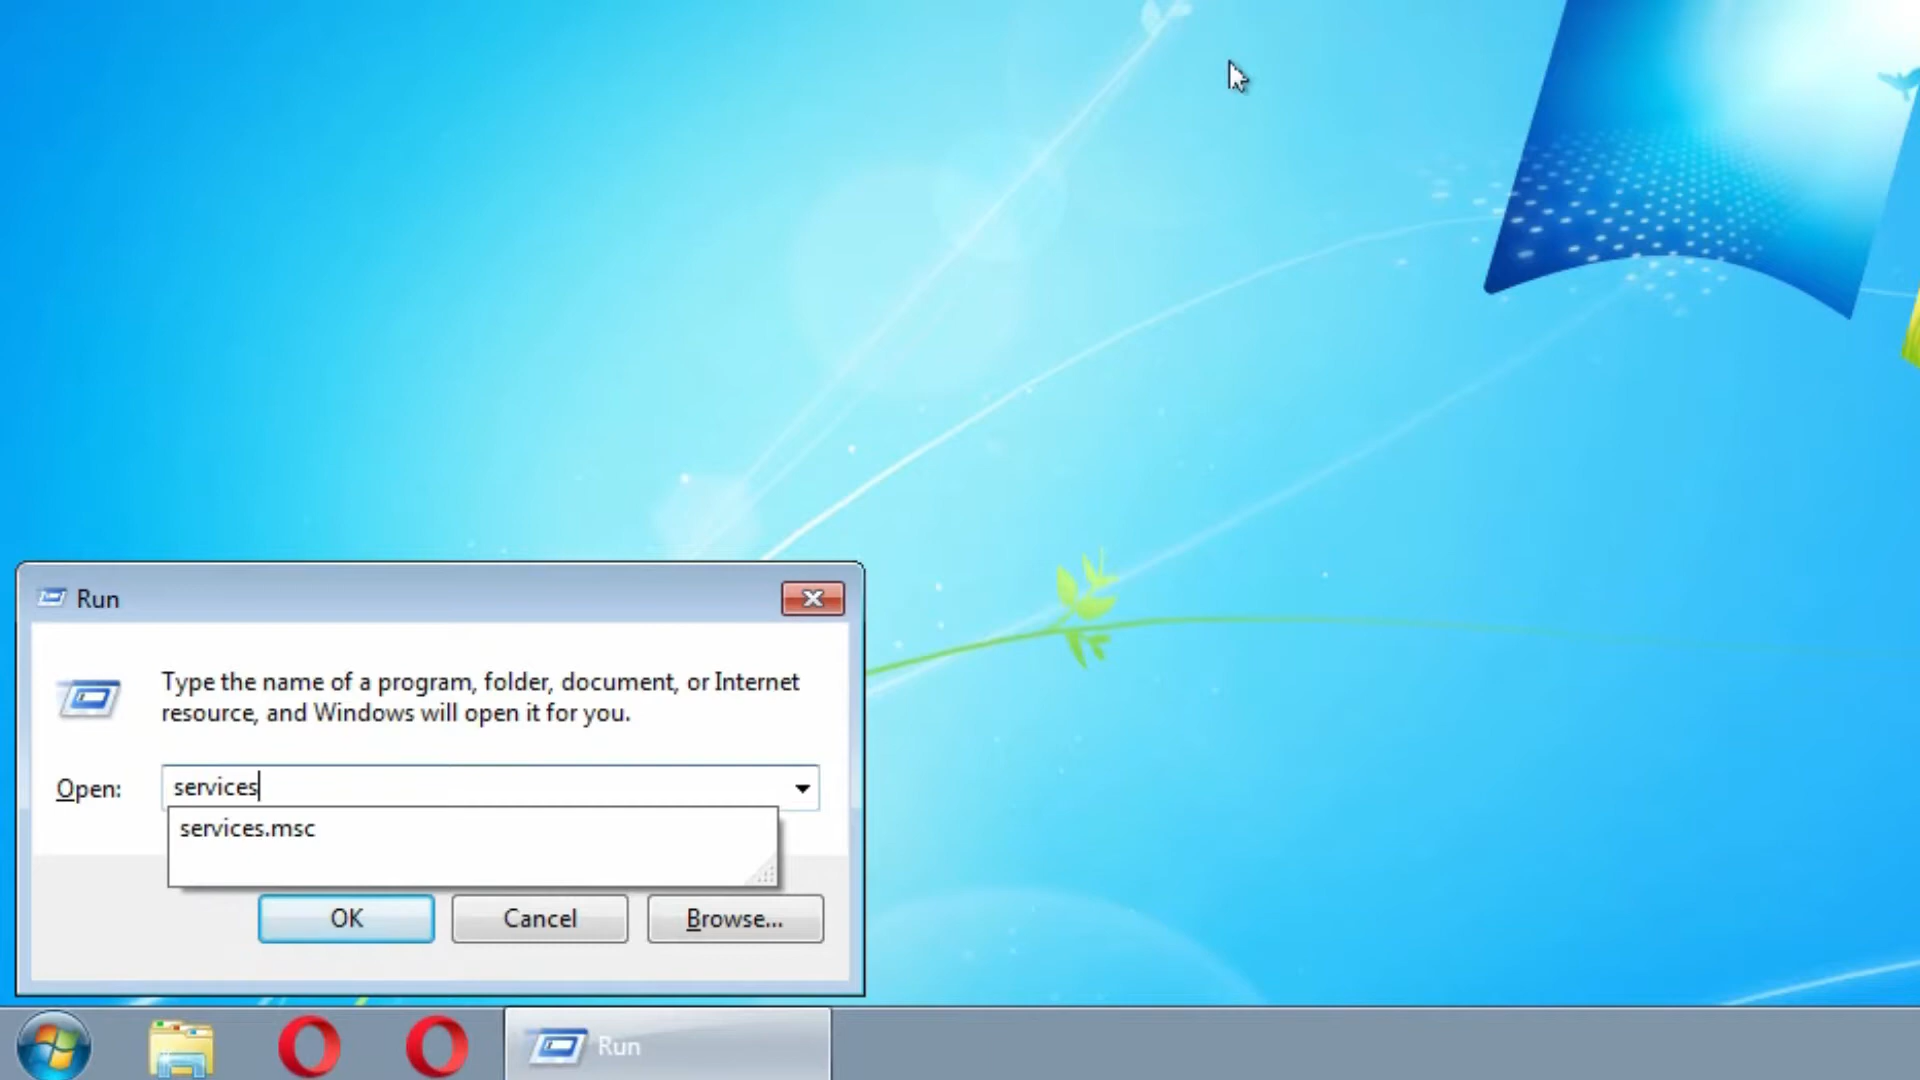 Run
Type the name of a program, folder, document, or Internet
resource, and Windows will open it for you.
Open: services
services.msc
OK Cancel Browse...
Run